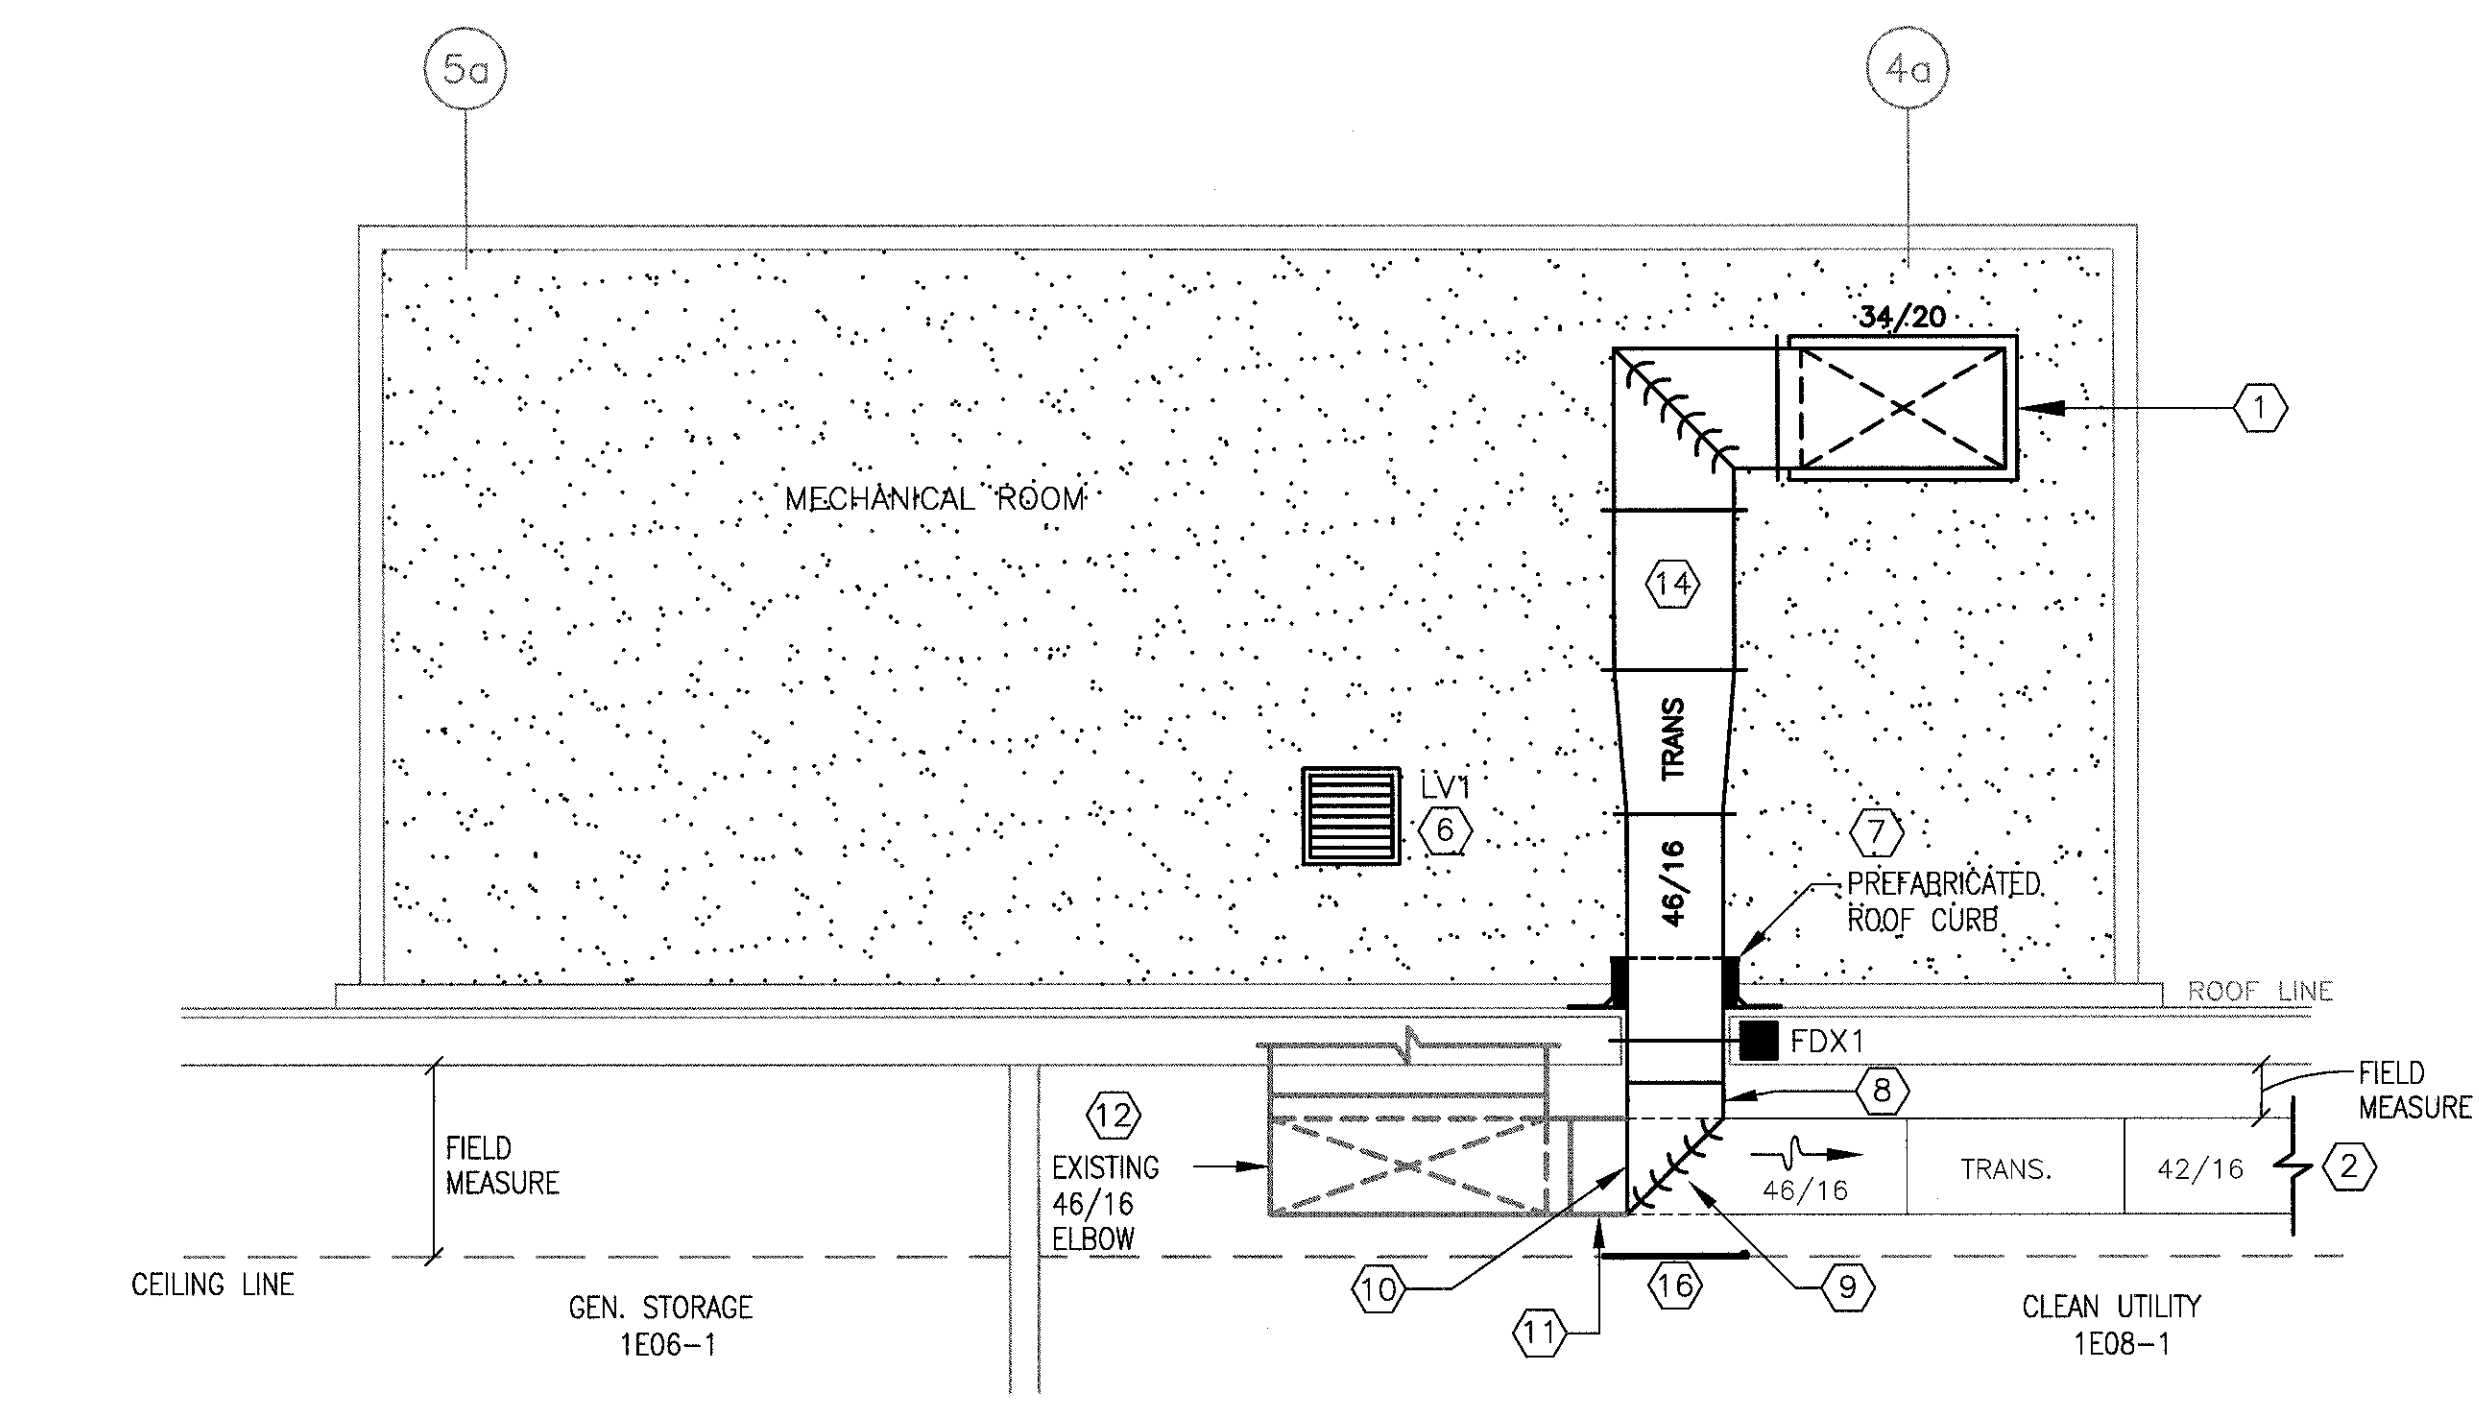 5a
4a
34/20
1
MECHANICAL ROOM
14
TRANS
LV1
6
7
46/16
PREFABRICATED
ROOF CURB
ROOF LINE
FDX1
8
FIELD
MEASURE
12
FIELD
MEASURE
EXISTING
46/16
ELBOW
46/16
TRANS.
42/16
2
CEILING LINE
10
16
9
11
GEN. STORAGE
1E06-1
CLEAN UTILITY
1E08-1